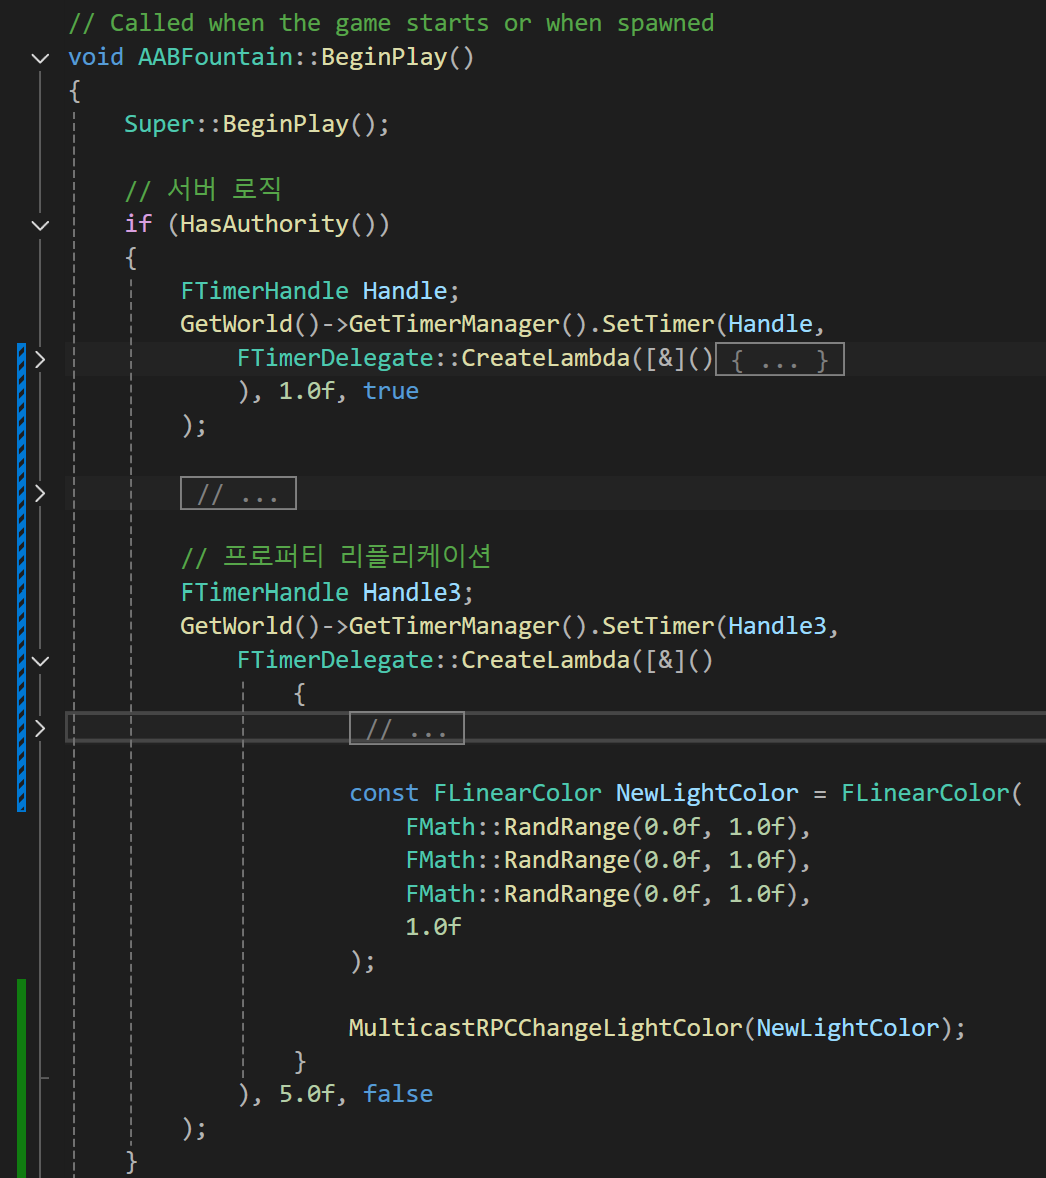 // Called when the game starts or when spawned
void AABFountain::BeginPlay()
{
Super::BeginPlay();
// 서버 로직
if (HasAuthority())
{
FTimerHandle Handle;
GetWorld()->GetTimerManager().SetTimer(Handle,
FTimerDelegate::CreateLambda([&](){ ... }
), 1.0f, true
);
// ...
// 프로퍼티 리플리케이션
FTimerHandle Handle3;
GetWorld()->GetTimerManager().SetTimer(Handle3,
FTimerDelegate::CreateLambda([&]()
{
// ...
const FLinearColor NewLightColor = FLinearColor(
FMath::RandRange(0.0f, 1.0f),
FMath::RandRange(0.0f, 1.0f),
FMath::RandRange(0.0f, 1.0f),
1.0f
);
MulticastRPCChangeLightColor(NewLightColor);
}
), 5.0f, false
);
}